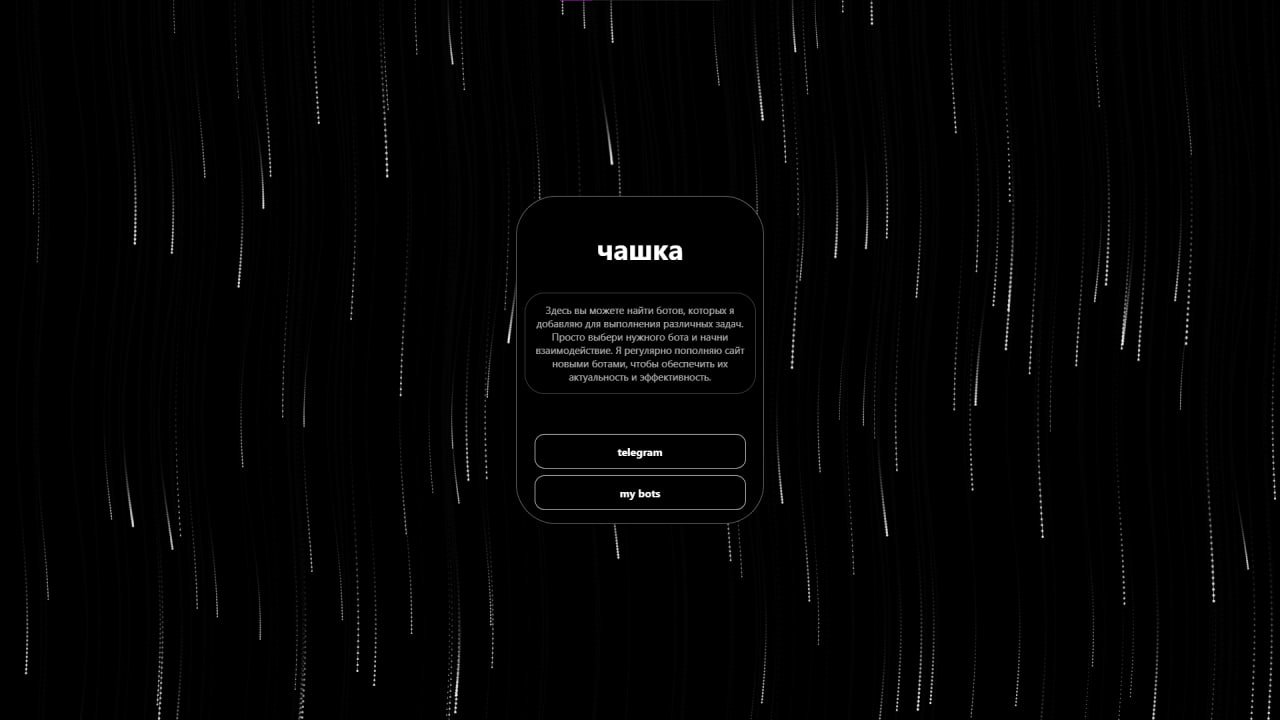 чашка
Здесь вы можете найти ботов, которых я
добавляю для выполнения различных задач.
Просто выбери нужного бота и начни
взаимодействие. Я регулярно пополняю сайт
новыми ботами, чтобы обеспечить их
актуальность и эффективность.
telegram
my bots